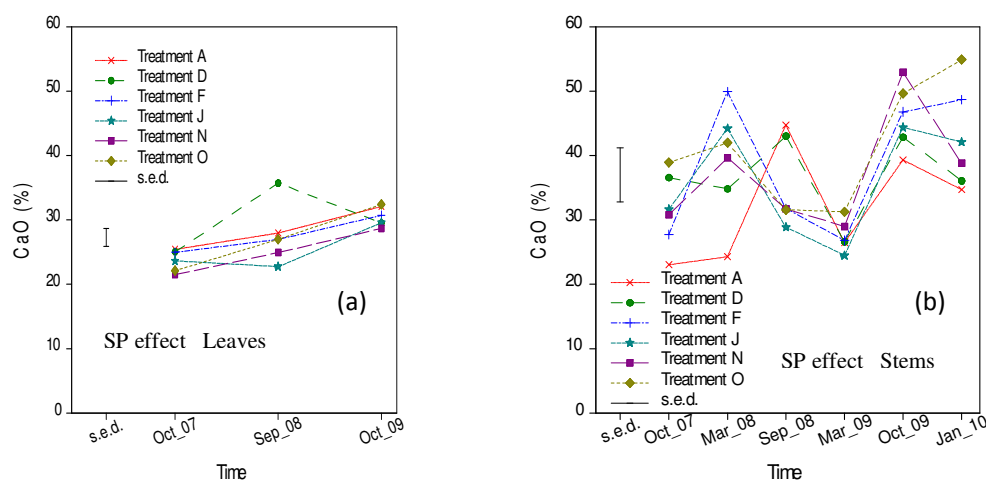 60
50
40
30
20
10
0
CaO (%)
Treatment A
Treatment D
Treatment F
Treatment J
Treatment N
Treatment O
s.e.d.
(a)
SP effect Leaves
s.e.d.
Oct_07
Sep_08
Oct_09
Time
60
50
40
30
20
10
0
CaO (%)
Treatment A
Treatment D
Treatment F
Treatment J
Treatment N
Treatment O
s.e.d.
(b)
SP effect Stems
s.e.d.
Oct_07
Mar_08
Sep_08
Mar_09
Oct_09
Jan_10
Time